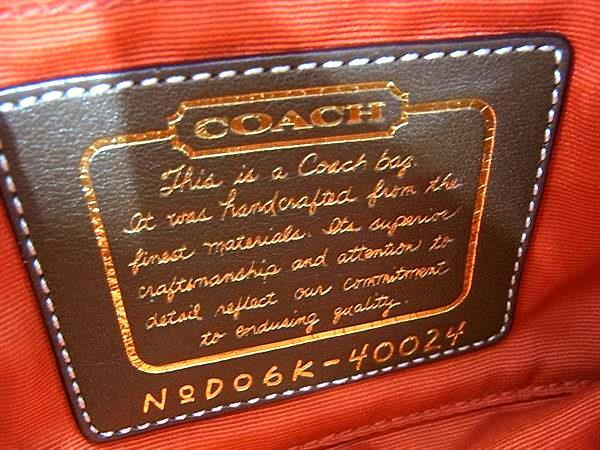 COACH
This is a Coach bag.
It was handcrafted from the
finest materials. Its superior
craftsmanship and attention to
detail reflect our commitment
to enduring quality.
NoD06K-40024